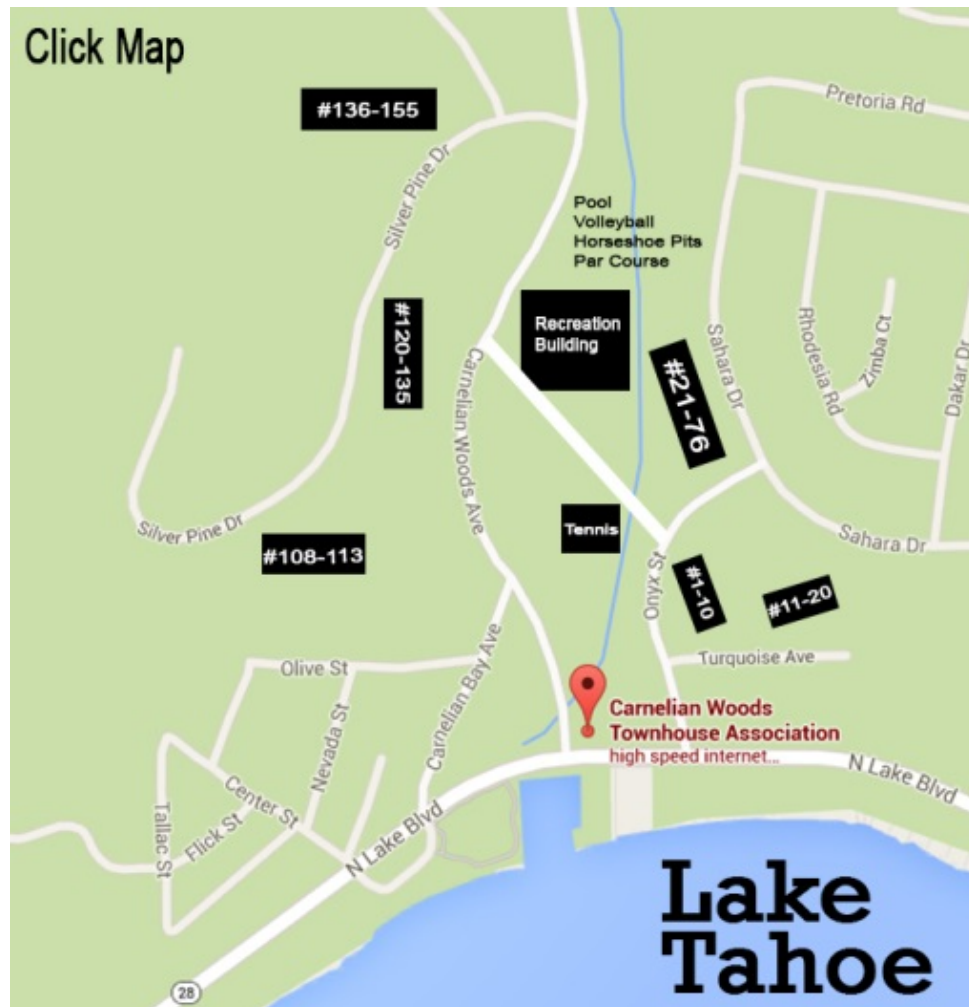 Click Map
#136-155
Pretoria Rd
Silver Pine Dr
Pool
Volleyball
Horseshoe Pits
Par Course
#120-135
Recreation
Building
Carnelian Woods Ave
#21-76
Sahara Dr
Rhodesia Rd
Zimba Ct
Dakar Dr
Silver Pine Dr
#108-113
Tennis
Sahara Dr
Onyx St
#1-10
#11-20
Olive St
Carnelian Bay Ave
Turquoise Ave
Nevada St
Carnelian Woods
Townhouse Association
high speed internet...
Center St
Tallac St
Flick St
N Lake Blvd
N Lake Blvd
28
Lake
Tahoe